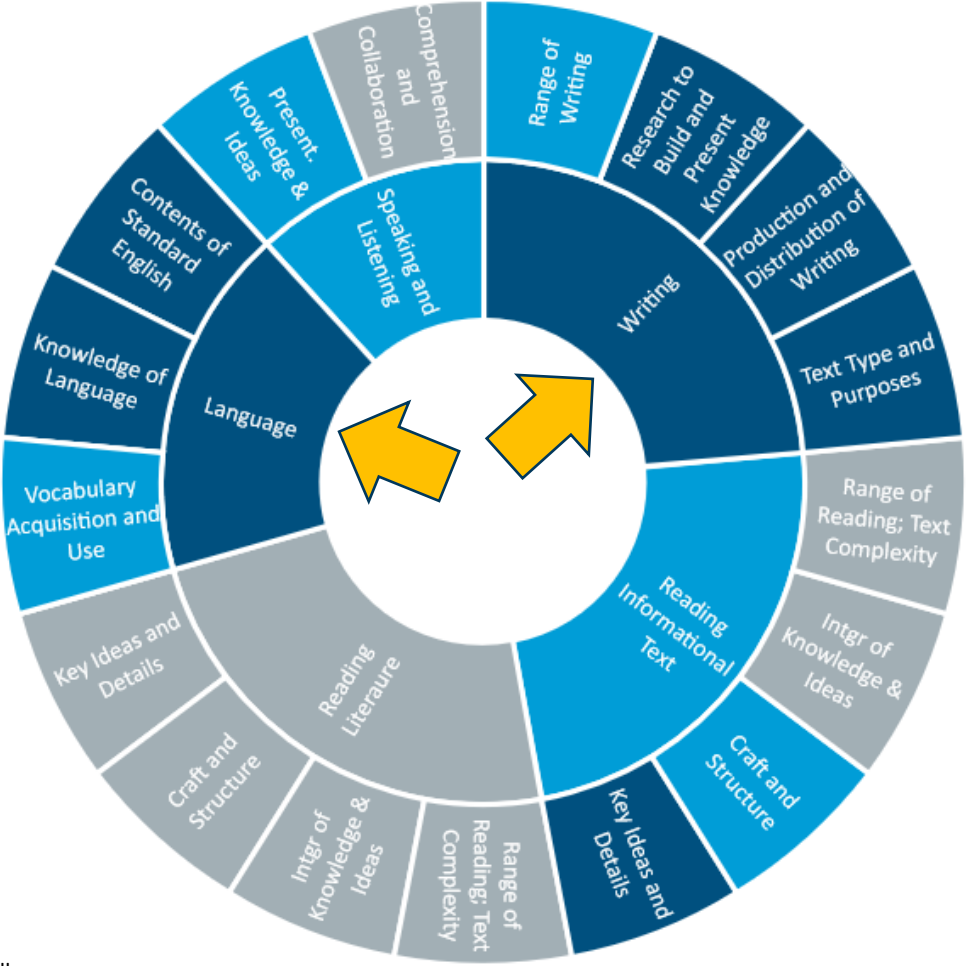 Range of
Writing
Research to
Build and
Present
Knowledge
Production and
Distribution of
Writing
Text Type and
Purposes
Range of
Reading; Text
Complexity
Intgr of
Knowledge &
Ideas
Craft and
Structure
Key Ideas and
Details
Range of
Reading; Text
Complexity
Intgr of
Knowledge &
Ideas
Craft and
Structure
Key Ideas and
Details
Vocabulary
Acquisition and
Use
Knowledge of
Language
Contents of
Standard
English
Present.
Knowledge &
Ideas
Comprehension
and
Collaboration
Writing
Reading
Informational
Text
Reading
Literaure
Language
Speaking and
Listening